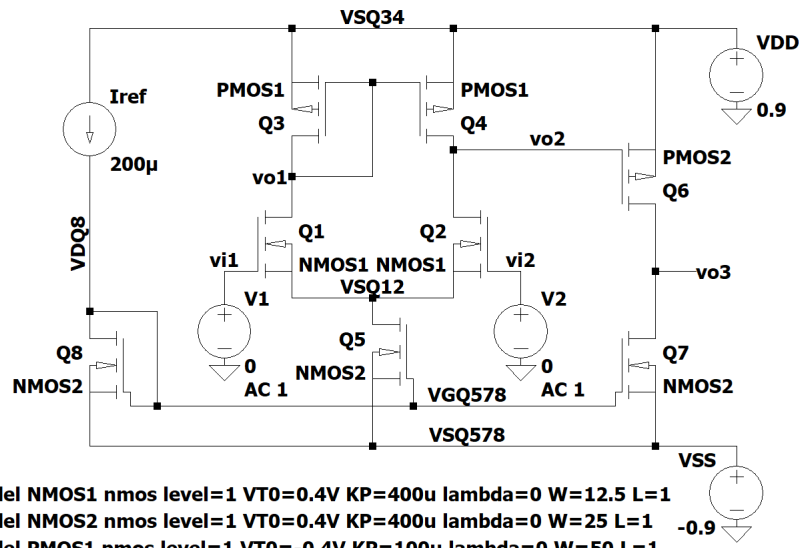 VSQ34
VDD
0.9
Iref
200µ
PMOS1
Q3
PMOS1
Q4
vo2
PMOS2
Q6
vo1
VDQ8
Q1
Q2
vi1
NMOS1
NMOS1
vi2
vo3
VSQ12
V1
V2
Q8
Q5
Q7
NMOS2
0
AC 1
NMOS2
0
AC 1
NMOS2
VGQ578
VSQ578
VSS
-0.9
NMOS1 nmos level=1 VT0=0.4V KP=400u lambda=0 W=12.5 L=1
NMOS2 nmos level=1 VT0=0.4V KP=400u lambda=0 W=25 L=1